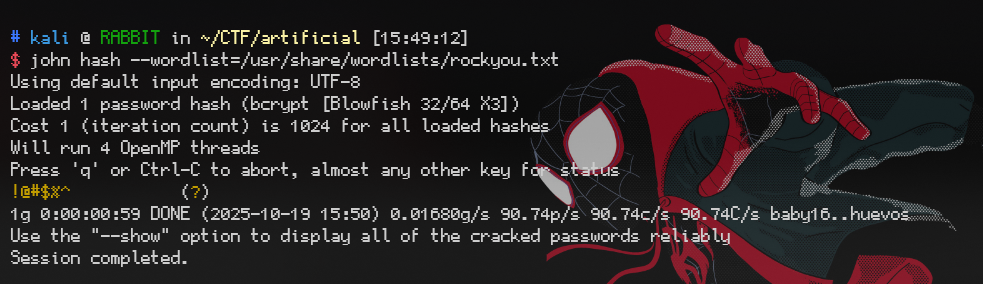 # kali @ RABBIT in ~/CTF/artificial [15:49:12]
$ john hash --wordlist=/usr/share/wordlists/rockyou.txt
Using default input encoding: UTF-8
Loaded 1 password hash (bcrypt [Blowfish 32/64 X3])
Cost 1 (iteration count) is 1024 for all loaded hashes
Will run 4 OpenMP threads
Press 'q' or Ctrl-C to abort, almost any other key for status
!@#$%^           (?)
1g 0:00:00:59 DONE (2025-10-19 15:50) 0.01680g/s 90.74p/s 90.74c/s 90.74C/s baby16..huevos
Use the "--show" option to display all of the cracked passwords reliably
Session completed.